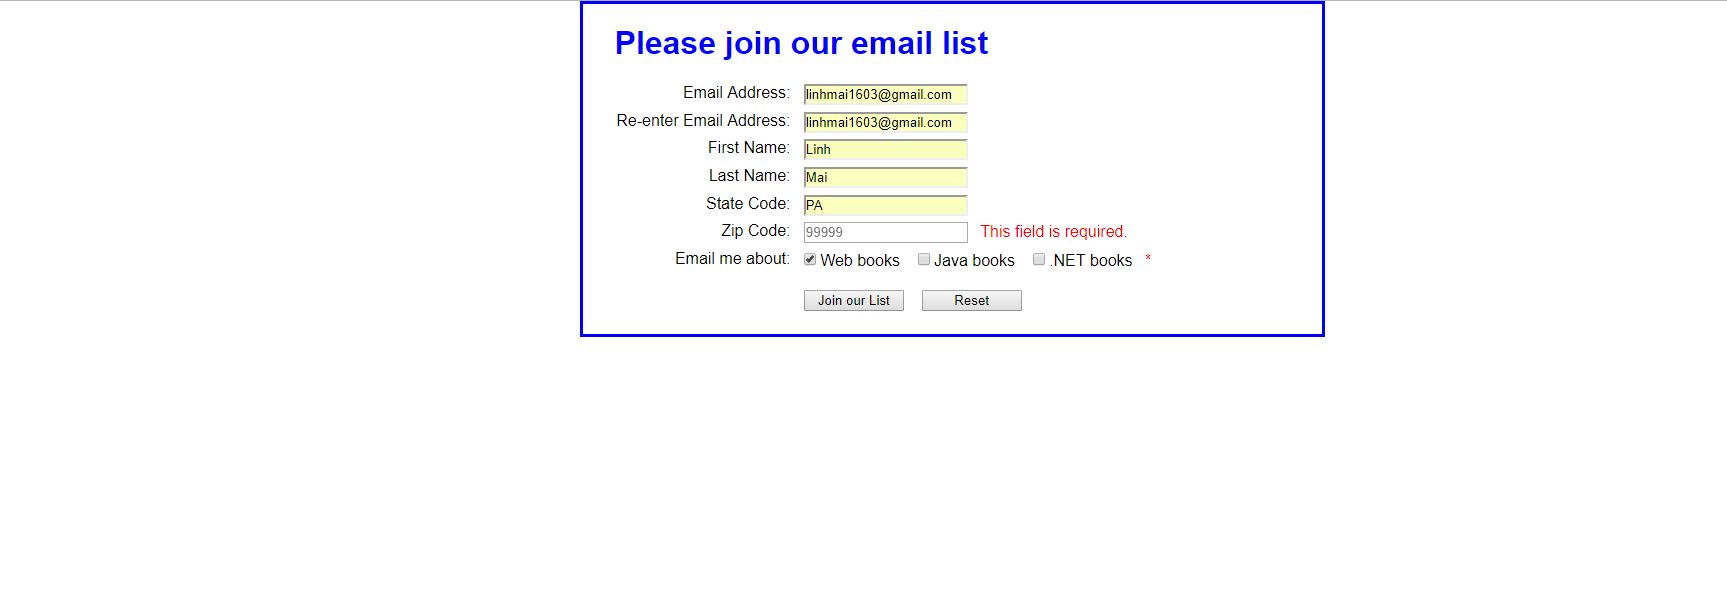 Please join our email list
Email Address: linhmai1603@gmail.com
Re-enter Email Address: linhmai1603@gmail.com
First Name: Linh
Last Name: Mai
State Code: PA
Zip Code: 99999 This field is required.
Email me about: Web books Java books .NET books *
Join our List Reset